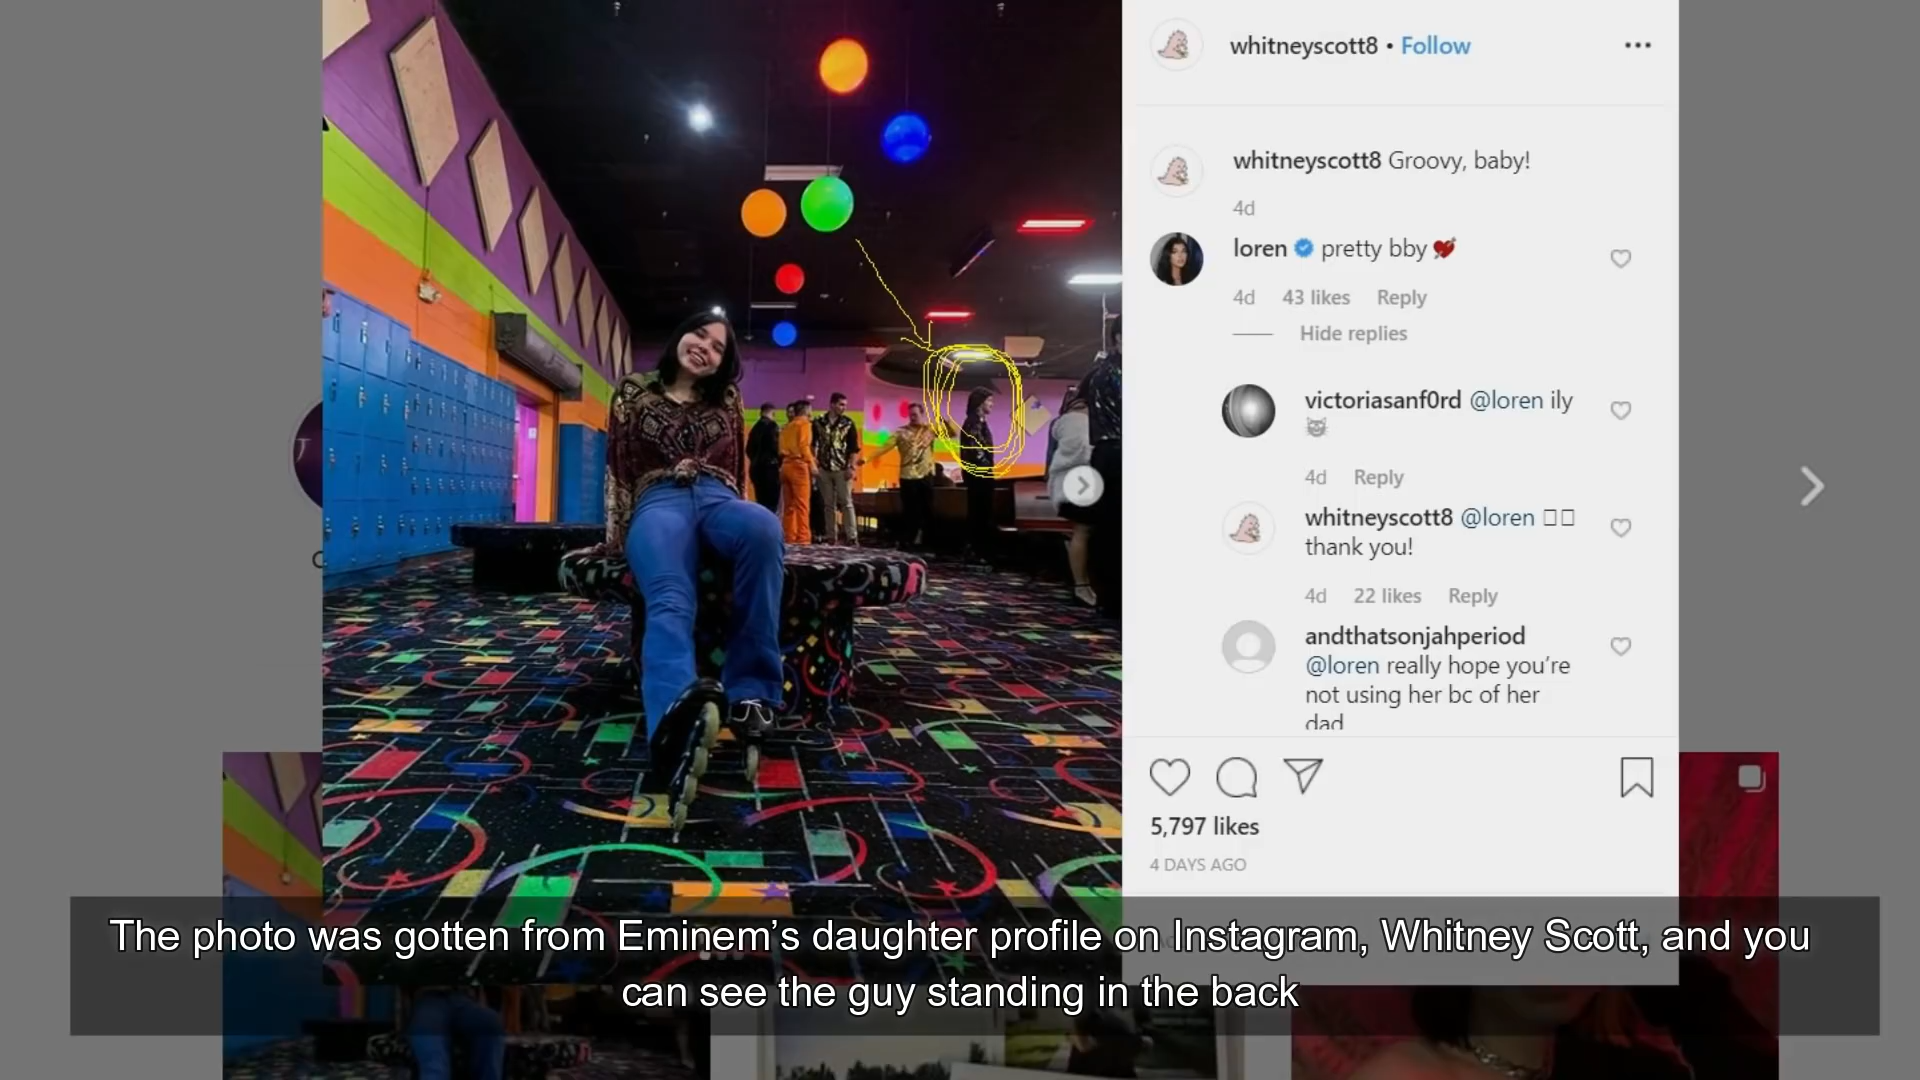 whitneyscott8 • Follow
whitneyscott8 Groovy, baby!
4d
loren pretty bby 💘
4d 43 likes Reply
Hide replies
victoriasanf0rd @loren ily
😼
4d Reply
whitneyscott8 @loren □□
thank you!
4d 22 likes Reply
andthatsonjahperiod
@loren really hope you're
not using her bc of her
dad
5,797 likes
4 DAYS AGO
The photo was gotten from Eminem’s daughter profile on Instagram, Whitney Scott, and you
can see the guy standing in the back